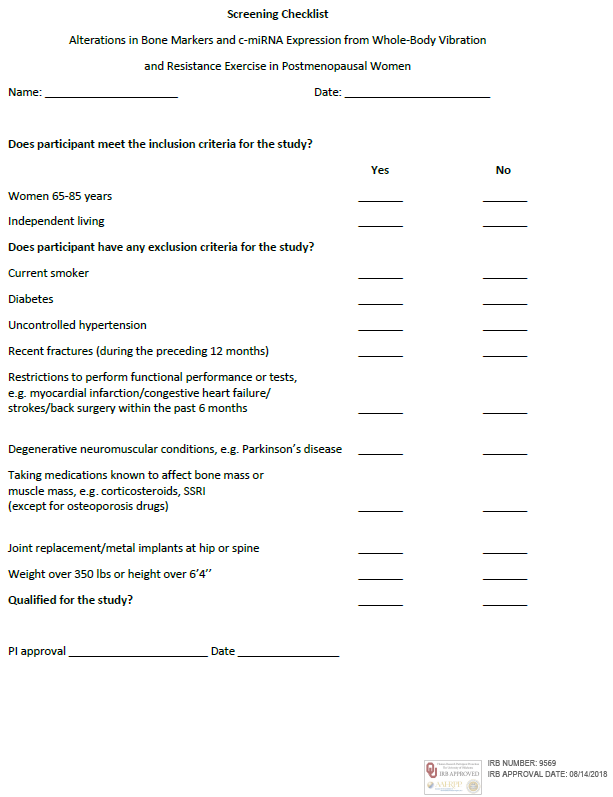 Screening Checklist
Alterations in Bone Markers and c-miRNA Expression from Whole-Body Vibration
and Resistance Exercise in Postmenopausal Women
Name: ____________________ Date: ______________________
Does participant meet the inclusion criteria for the study?
Yes No
Women 65-85 years _______ _______
Independent living _______ _______
Does participant have any exclusion criteria for the study?
Current smoker _______ _______
Diabetes _______ _______
Uncontrolled hypertension _______ _______
Recent fractures (during the preceding 12 months) _______ _______
Restrictions to perform functional performance or tests,
e.g. myocardial infarction/congestive heart failure/
strokes/back surgery within the past 6 months _______ _______
Degenerative neuromuscular conditions, e.g. Parkinson’s disease _______ _______
Taking medications known to affect bone mass or
muscle mass, e.g. corticosteroids, SSRI
(except for osteoporosis drugs) _______ _______
Joint replacement/metal implants at hip or spine _______ _______
Weight over 350 lbs or height over 6’4’’ _______ _______
Qualified for the study? _______ _______
PI approval ______________________ Date ________________
IRB APPROVED
IRB NUMBER: 9569
IRB APPROVAL DATE: 08/14/2018